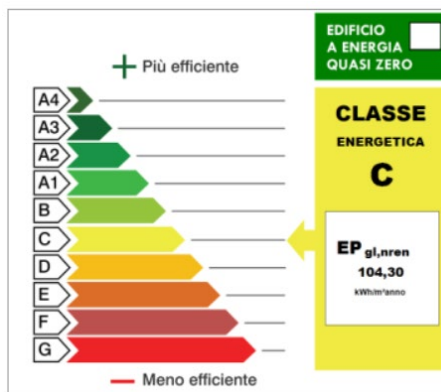 EDIFICIO
A ENERGIA
QUASI ZERO
+ Più efficiente
A4
A3
A2
A1
B
C
D
E
F
G
— Meno efficiente
CLASSE
ENERGETICA
C
EP gl,nren
104,30
kWh/m²anno